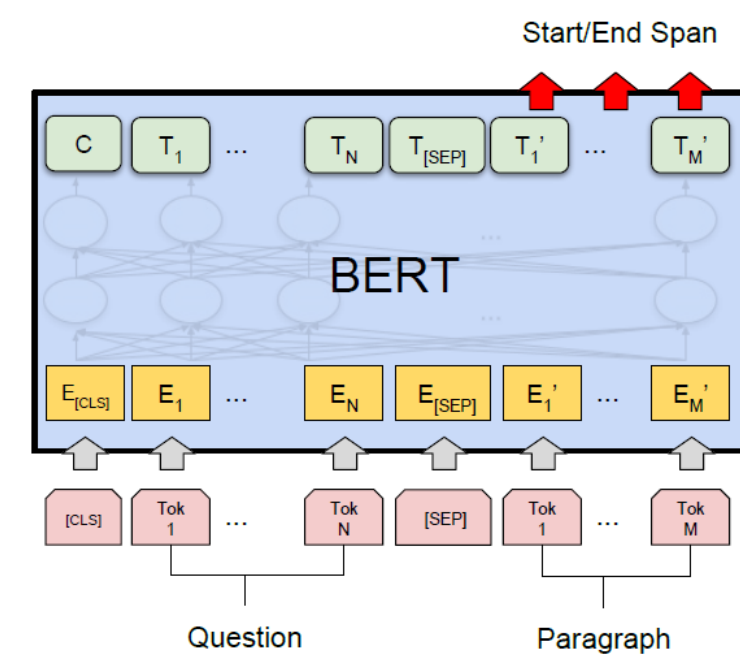 Start/End Span
C T1 ... TN T[SEP] T1' ... TM'
...
BERT
...
E[CLS] E1 ... EN E[SEP] E1' ... EM'
[CLS] Tok 1 ... Tok N [SEP] Tok 1 ... Tok M
Question Paragraph